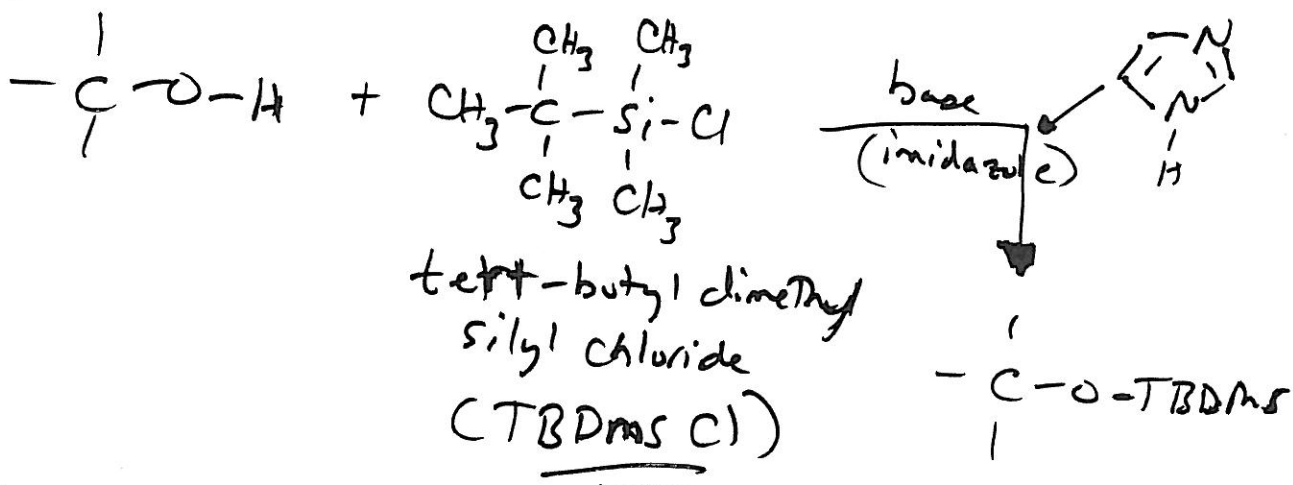 CH3 CH3
- C - O - H + CH3 - C - Si - Cl
CH3 CH3
base
(imidazole)
N
N
H
tert-butyl dimethyl
silyl chloride
(TBDMS Cl)
- C - O - TBDMS